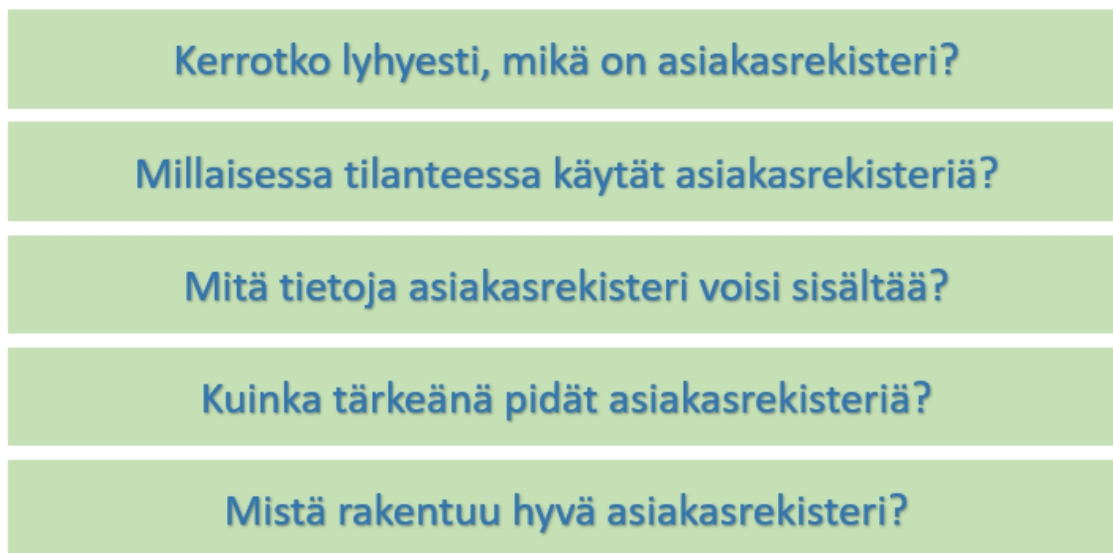 Kerrotko lyhyesti, mikä on asiakasrekisteri?
Millaisessa tilanteessa käytät asiakasrekisteriä?
Mitä tietoja asiakasrekisteri voisi sisältää?
Kuinka tärkeänä pidät asiakasrekisteriä?
Mistä rakentuu hyvä asiakasrekisteri?